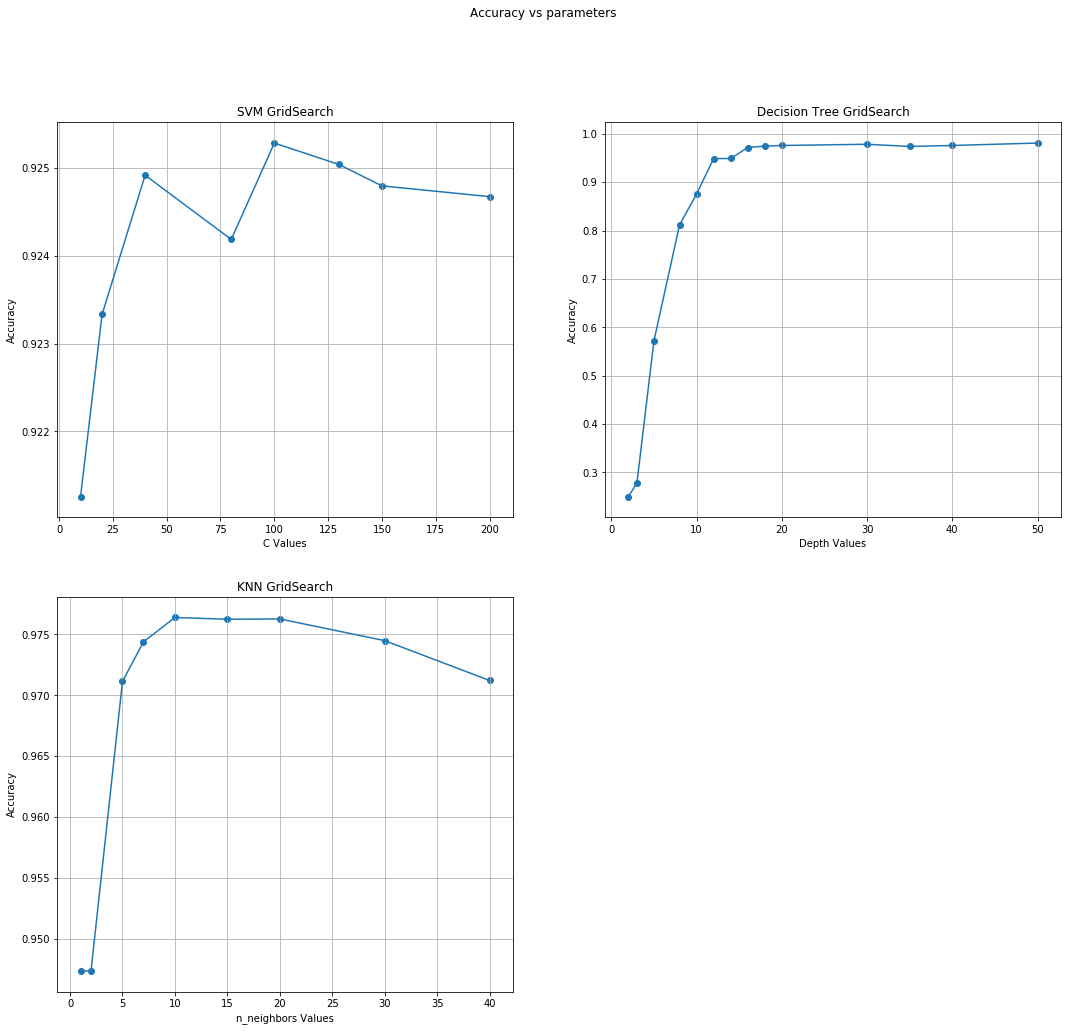 Accuracy vs parameters
SVM GridSearch
0.925
0.924
0.923
0.922
Accuracy
0 25 50 75 100 125 150 175 200
C Values
Decision Tree GridSearch
1.0
0.9
0.8
0.7
0.6
0.5
0.4
0.3
Accuracy
0 10 20 30 40 50
Depth Values
KNN GridSearch
0.975
0.970
0.965
0.960
0.955
0.950
Accuracy
0 5 10 15 20 25 30 35 40
n_neighbors Values